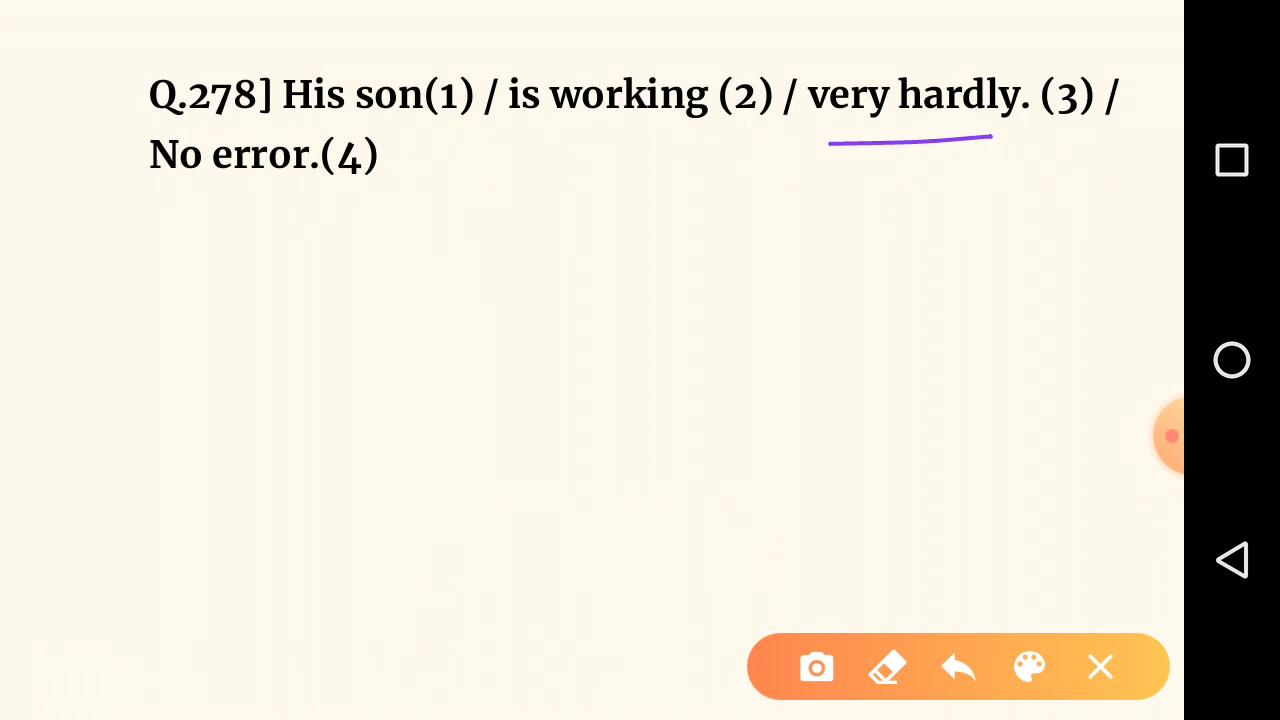 Q.278] His son(1) / is working (2) / very hardly. (3) /
No error.(4)